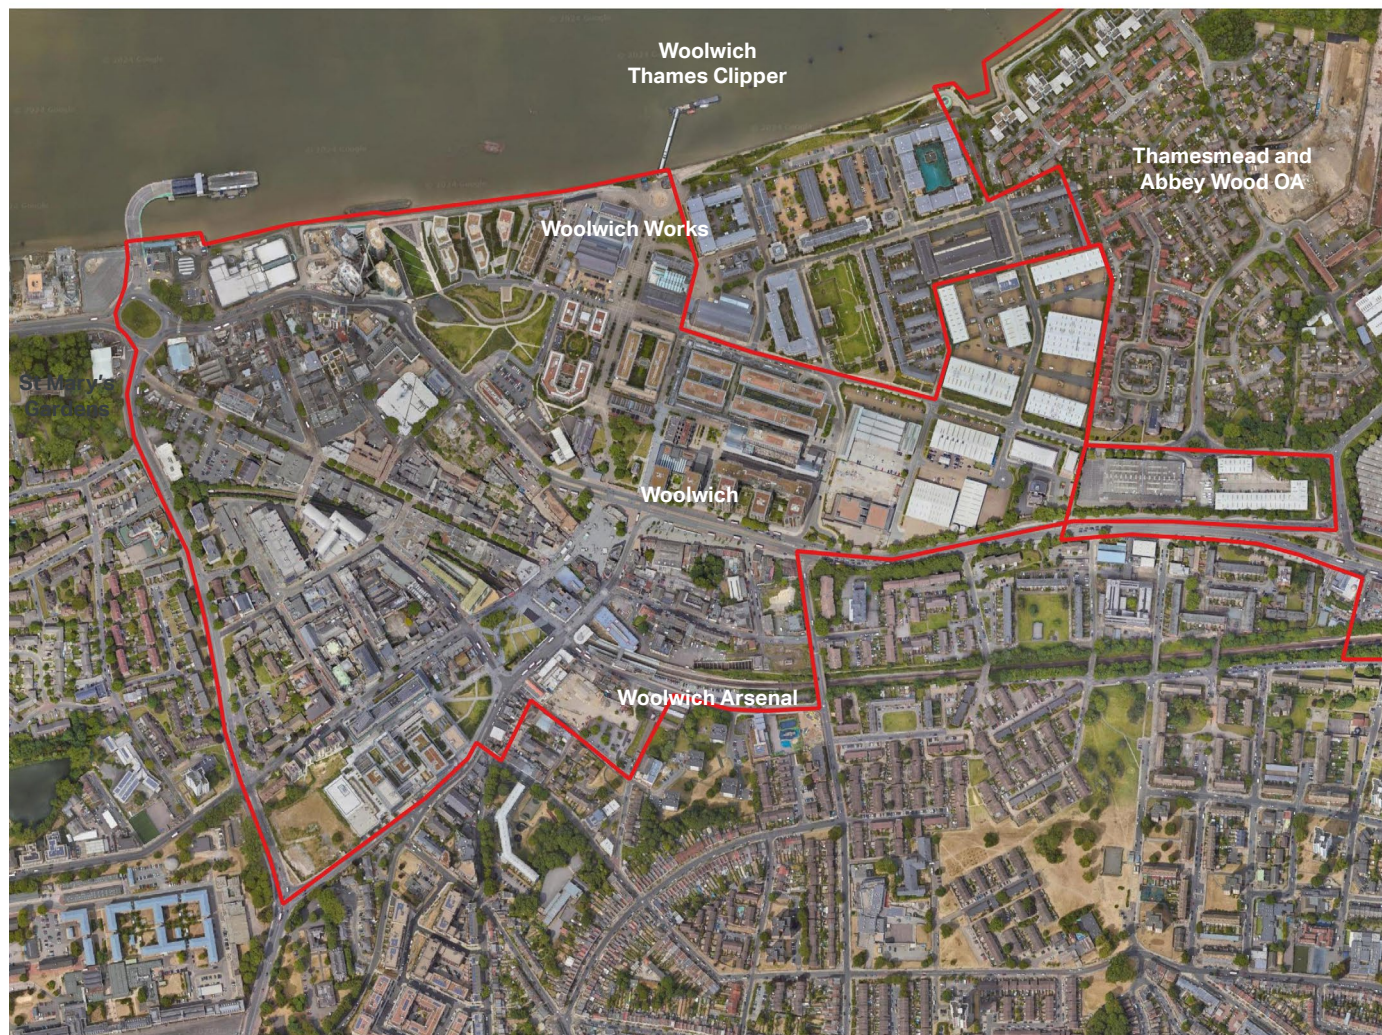 Woolwich
Thames Clipper
Thamesmead and
Abbey Wood OA
Woolwich Works
St Mary's
Gardens
Woolwich
Woolwich Arsenal